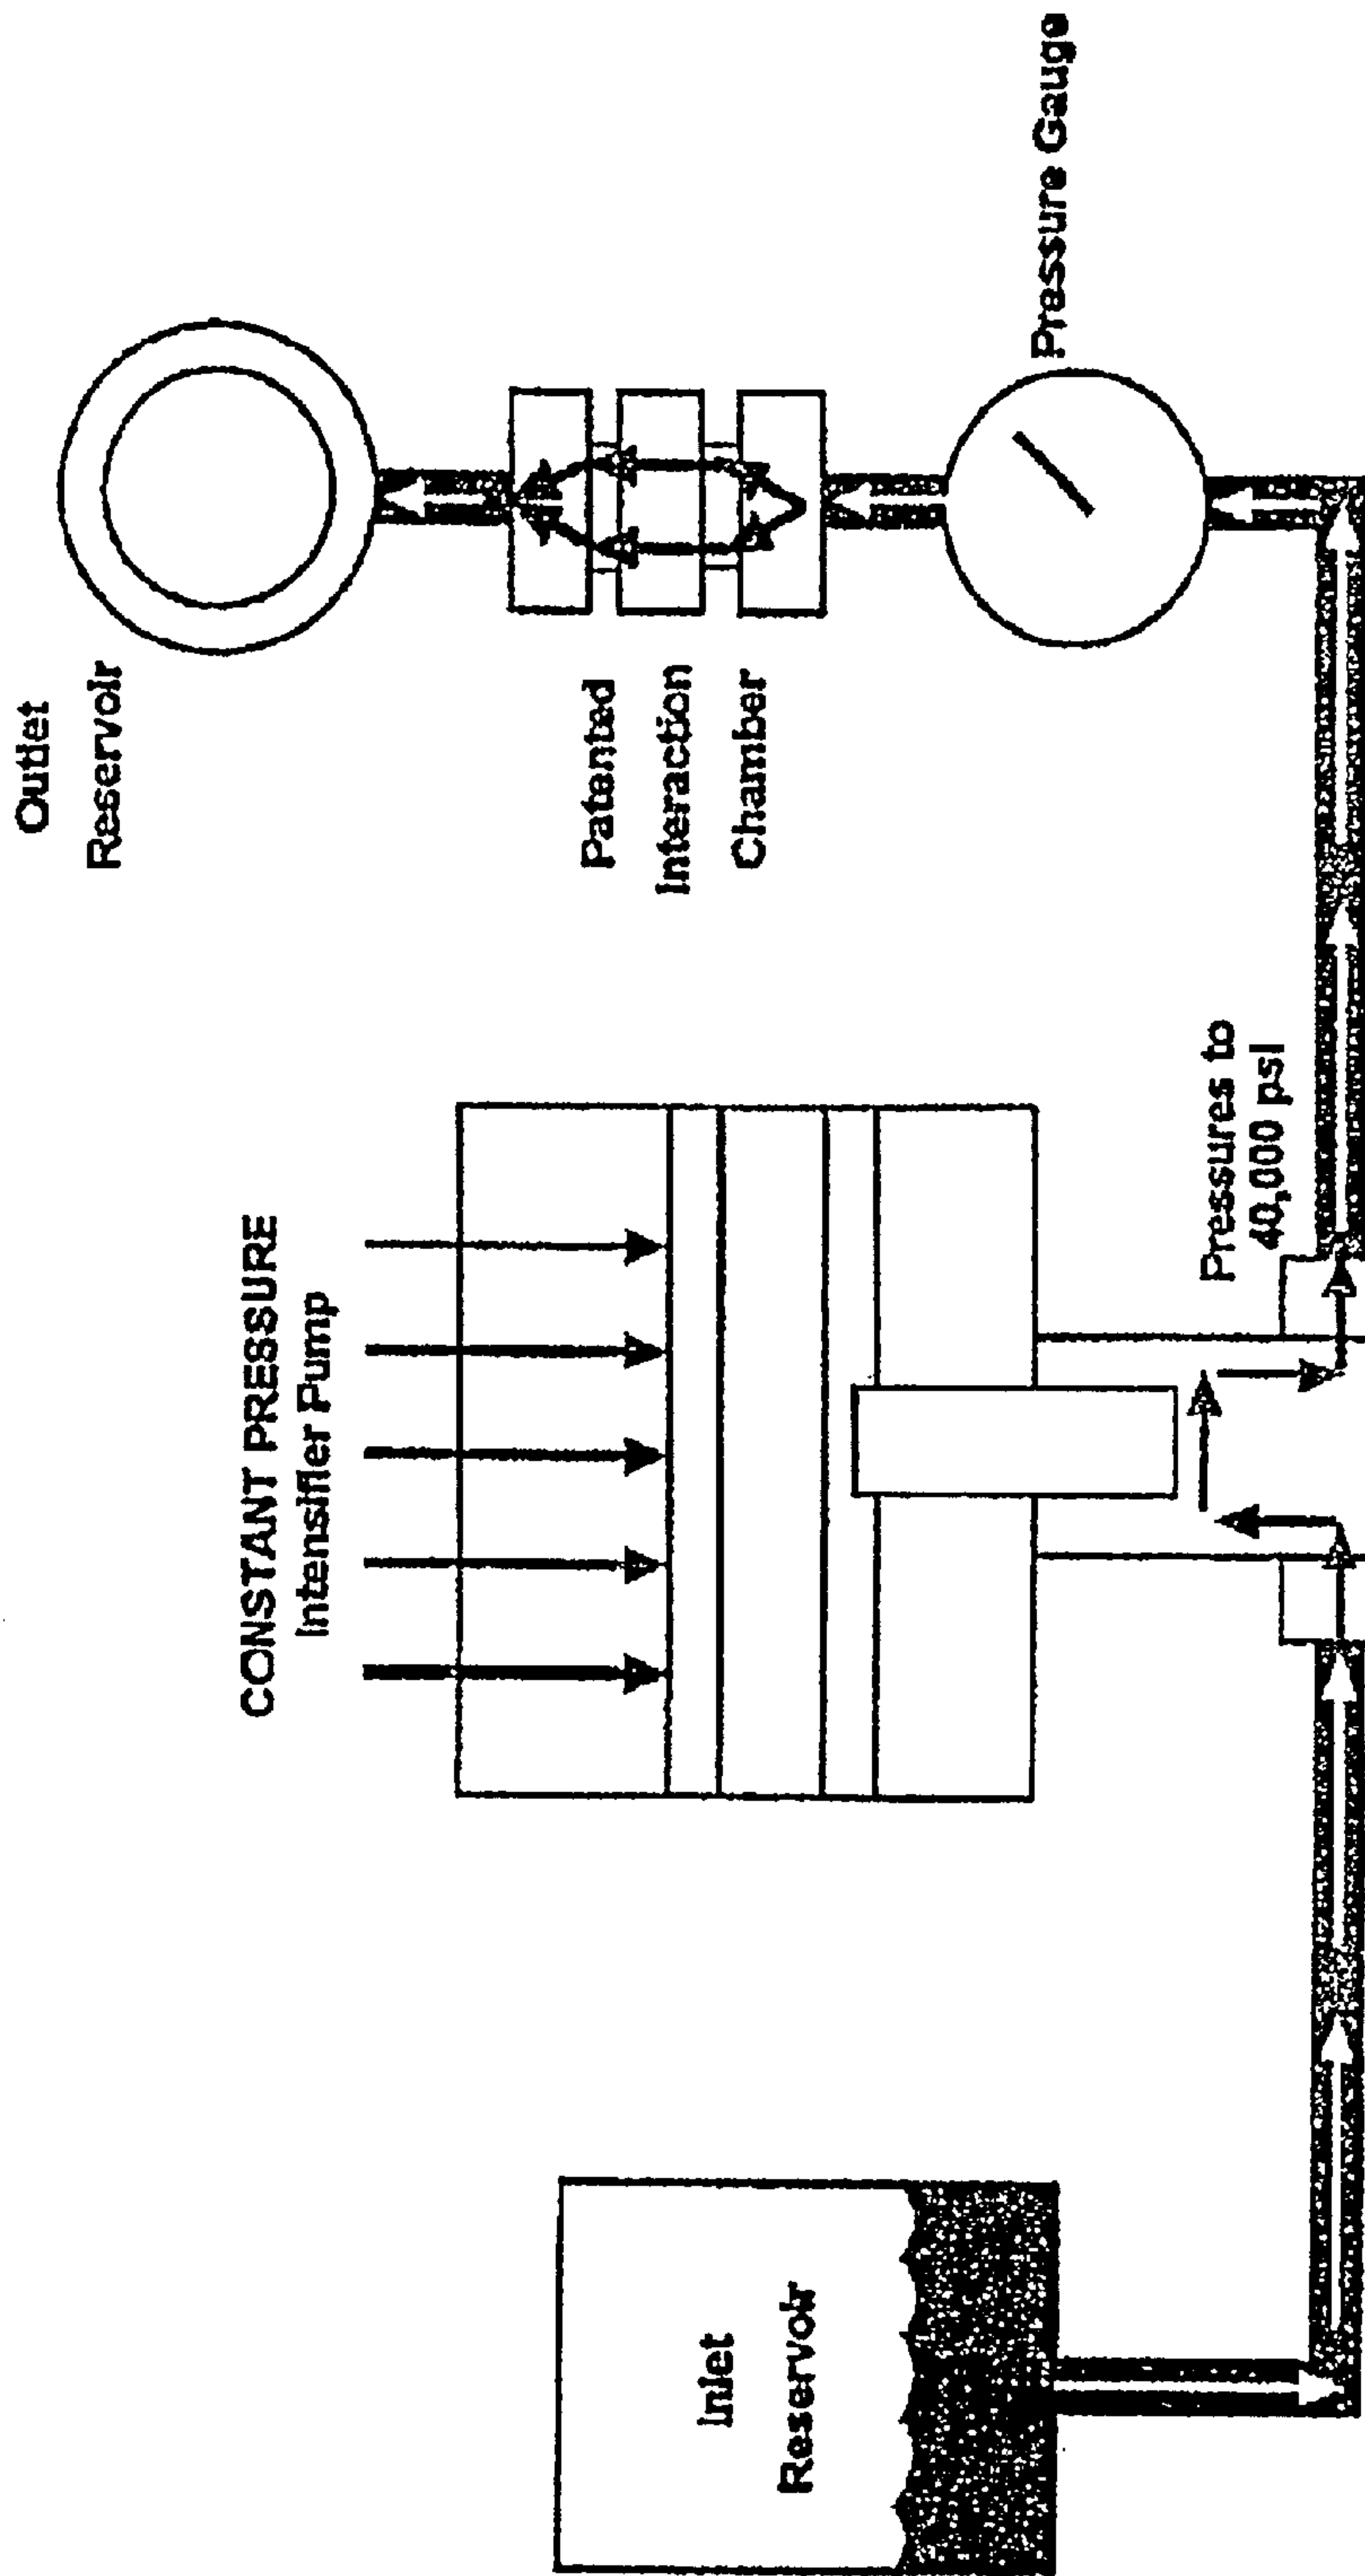 Inlet
Reservoir
CONSTANT PRESSURE
Intensifier Pump
Pressures to
40,000 psi
Outlet
Reservoir
Patented
Interaction
Chamber
Pressure Gauge